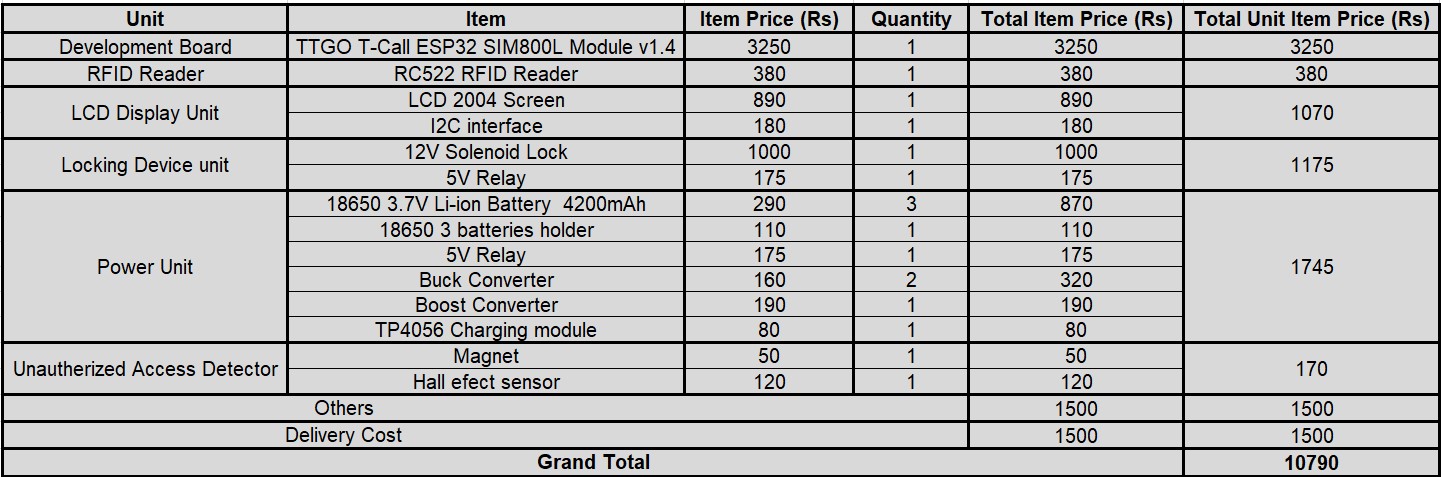 Unit Item Item Price (Rs) Quantity Total Item Price (Rs) Total Unit Item Price (Rs)
Development Board TTGO T-Call ESP32 SIM800L Module v1.4 3250 1 3250 3250
RFID Reader RC522 RFID Reader 380 1 380 380
LCD Display Unit LCD 2004 Screen 890 1 890 1070
I2C interface 180 1 180
Locking Device unit 12V Solenoid Lock 1000 1 1000 1175
5V Relay 175 1 175
Power Unit 18650 3.7V Li-ion Battery 4200mAh 290 3 870 1745
18650 3 batteries holder 110 1 110
5V Relay 175 1 175
Buck Converter 160 2 320
Boost Converter 190 1 190
TP4056 Charging module 80 1 80
Unautherized Access Detector Magnet 50 1 50 170
Hall efect sensor 120 1 120
Others 1500 1500
Delivery Cost 1500 1500
Grand Total 10790